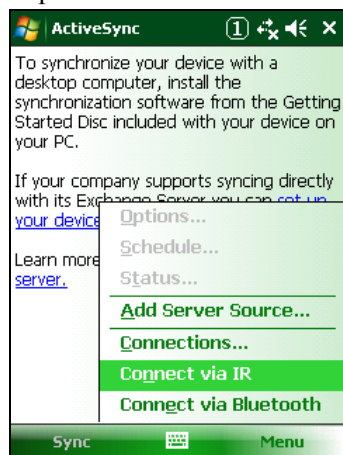 ActiveSync 1
To synchronize your device with a
desktop computer, install the
synchronization software from the Getting
Started Disc included with your device on
your PC.
If your company supports syncing directly
with its Exchange Server you can set up
your device
Learn more
server.
Options...
Schedule...
Status...
Add Server Source...
Connections...
Connect via IR
Connect via Bluetooth
Sync Menu